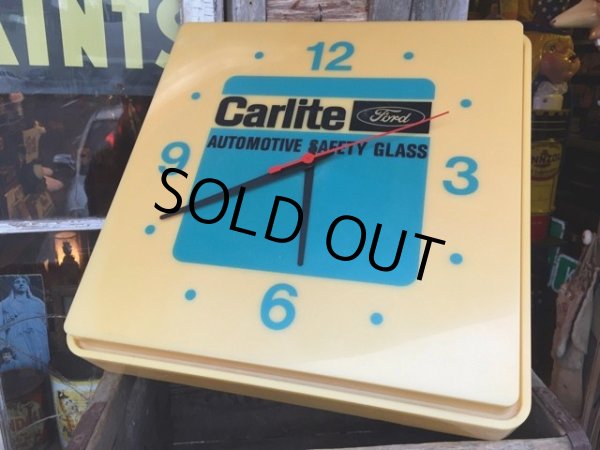 AINTS
12
Carlite Ford
AUTOMOTIVE SAFETY GLASS
9
3
SOLD OUT
6